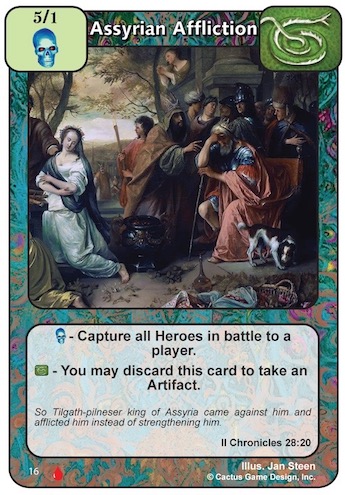 5/1
Assyrian Affliction
- Capture all Heroes in battle to a
player.
- You may discard this card to take an
Artifact.
So Tilgath-pilneser king of Assyria came against him and
afflicted him instead of strengthening him.
II Chronicles 28:20
Illus. Jan Steen
16
© Cactus Game Design, Inc.